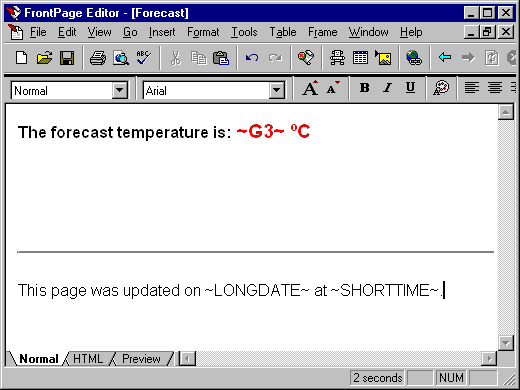 FrontPage Editor - [Forecast]
File Edit View Go Insert Format Tools Table Frame Window Help
ABC
Normal Arial A A B I U
The forecast temperature is: ~G3~ ºC
This page was updated on ~LONGDATE~ at ~SHORTTIME~.
Normal HTML Preview
2 seconds NUM